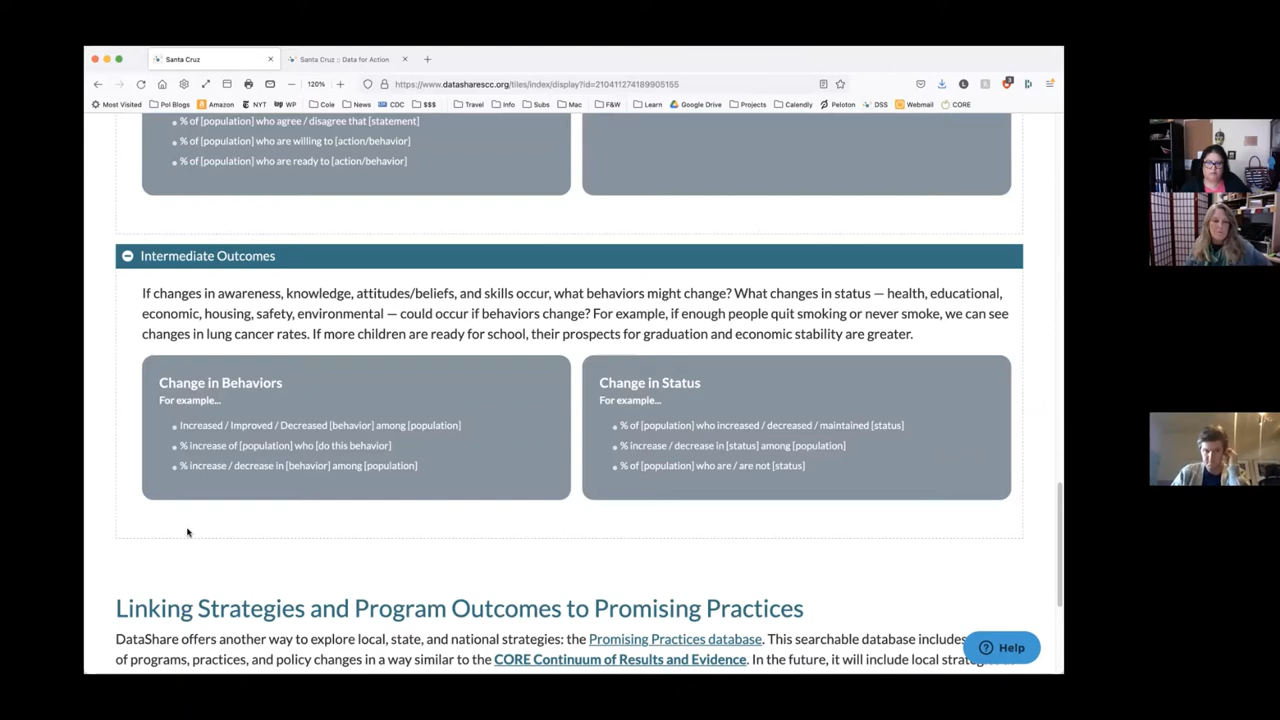 Santa Cruz
Santa Cruz :: Data for Action
120%
https://www.datasharescc.org/tiles/index/display?id=210411274189905155
Most Visited Pol Blogs Amazon NYT WP Cole News CDC $$$ Travel Info Subs Mac F&W Learn Google Drive Projects Calendly Peloton DSS Webmail CORE
% of [population] who agree / disagree that [statement]
% of [population] who are willing to [action/behavior]
% of [population] who are ready to [action/behavior]
Intermediate Outcomes
If changes in awareness, knowledge, attitudes/beliefs, and skills occur, what behaviors might change? What changes in status — health, educational,
economic, housing, safety, environmental — could occur if behaviors change? For example, if enough people quit smoking or never smoke, we can see
changes in lung cancer rates. If more children are ready for school, their prospects for graduation and economic stability are greater.
Change in Behaviors
For example...
Increased / Improved / Decreased [behavior] among [population]
% increase of [population] who [do this behavior]
% increase / decrease in [behavior] among [population]
Change in Status
For example...
% of [population] who increased / decreased / maintained [status]
% increase / decrease in [status] among [population]
% of [population] who are / are not [status]
Linking Strategies and Program Outcomes to Promising Practices
DataShare offers another way to explore local, state, and national strategies: the Promising Practices database. This searchable database includes
of programs, practices, and policy changes in a way similar to the CORE Continuum of Results and Evidence. In the future, it will include local
Help